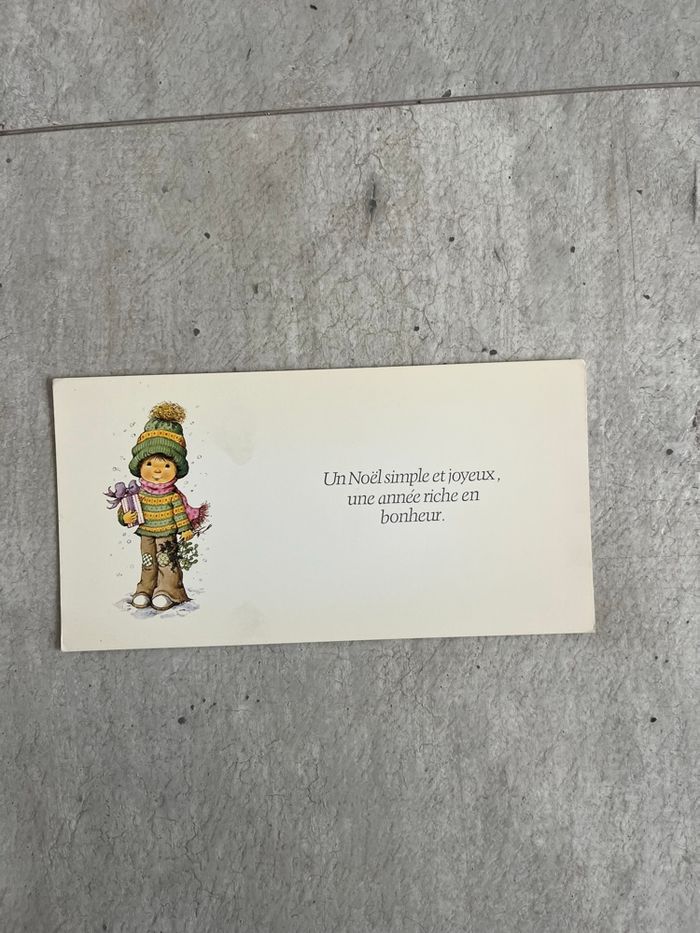 Un Noël simple et joyeux,
une année riche en
bonheur.